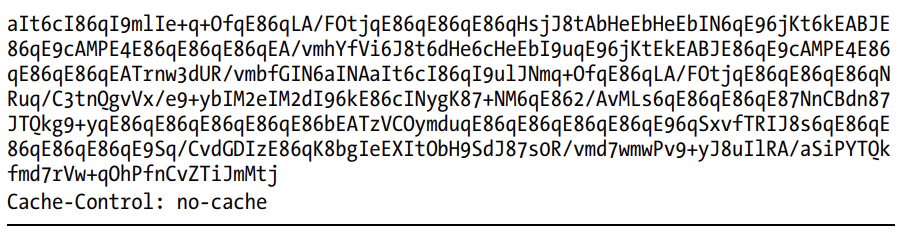 aIt6cI86qI9mlIe+q+OfqE86qLA/FOtjqE86qE86qE86qHsjJ8tAbHeEbHeEbIN6qE96jKt6kEABJE
86qE9cAMPE4E86qE86qE86qEA/vmhYfVi6J8t6dHe6cHeEbI9uqE96jKtEkEABJE86qE9cAMPE4E86
qE86qE86qEATrnw3dUR/vmbfGIN6aINAaIt6cI86qI9ulJNmq+OfqE86qLA/FOtjqE86qE86qE86qN
Ruq/C3tnQgvVx/e9+ybIM2eIM2dI96kE86cINygK87+NM6qE862/AvMLs6qE86qE86qE87NnCBdn87
JTQkg9+yqE86qE86qE86qE86qE86bEATzVCOymduqE86qE86qE86qE86qE96qSxvfTRIJ8s6qE86qE
86qE86qE86qE9Sq/CvdGDIzE86qK8bgIeEXItObH9SdJ87sOR/vmd7wmwPv9+yJ8uIlRA/aSiPYTQk
fmd7rVw+qOhPfnCvZTiJmMtj
Cache-Control: no-cache